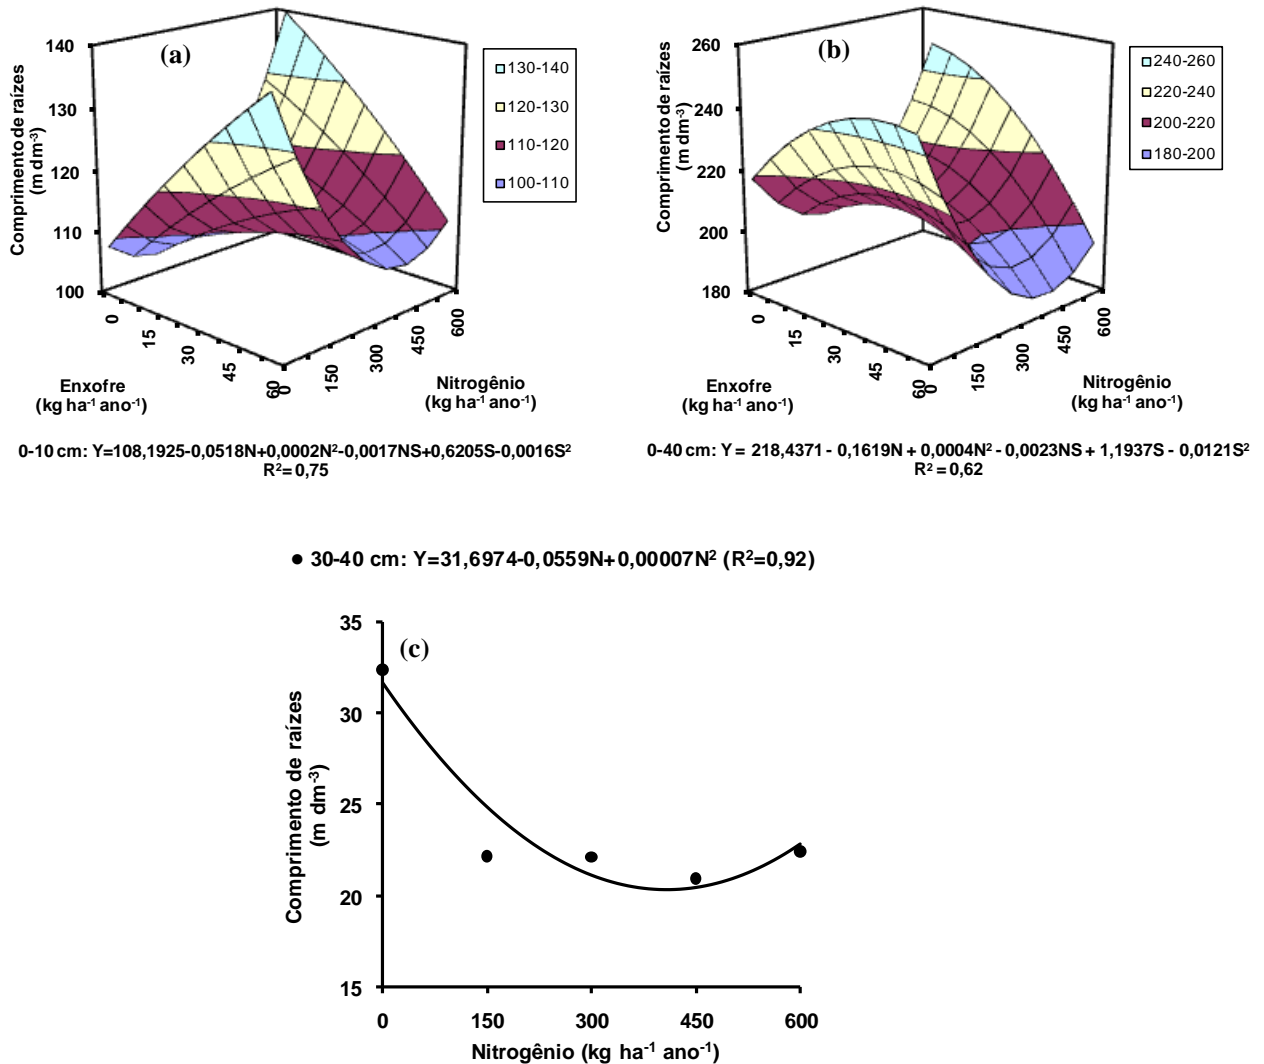 (a)
Comprimento de raízes
(m dm⁻³)
140
130
120
110
100
130-140
120-130
110-120
100-110
0
15
30
45
60
0
150
300
450
600
Enxofre
(kg ha⁻¹ ano⁻¹)
Nitrogênio
(kg ha⁻¹ ano⁻¹)
0-10 cm: Y=108,1925-0,0518N+0,0002N²-0,0017NS+0,6205S-0,0016S²
R²=0,75
(b)
Comprimento de raízes
(m dm⁻³)
260
240
220
200
180
240-260
220-240
200-220
180-200
0
15
30
45
60
0
150
300
450
600
Enxofre
(kg ha⁻¹ ano⁻¹)
Nitrogênio
(kg ha⁻¹ ano⁻¹)
0-40 cm: Y = 218,4371 - 0,1619N + 0,0004N² - 0,0023NS + 1,1937S - 0,0121S²
R² = 0,62
● 30-40 cm: Y=31,6974-0,0559N+0,00007N² (R²=0,92)
(c)
Comprimento de raízes
(m dm⁻³)
35
30
25
20
15
0
150
300
450
600
Nitrogênio (kg ha⁻¹ ano⁻¹)